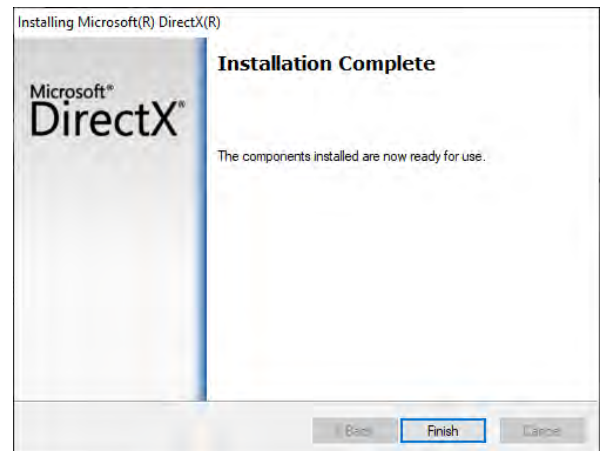 Installing Microsoft(R) DirectX(R)
Installation Complete
Microsoft®
DirectX®
The components installed are now ready for use.
< Back
Finish
Cancel